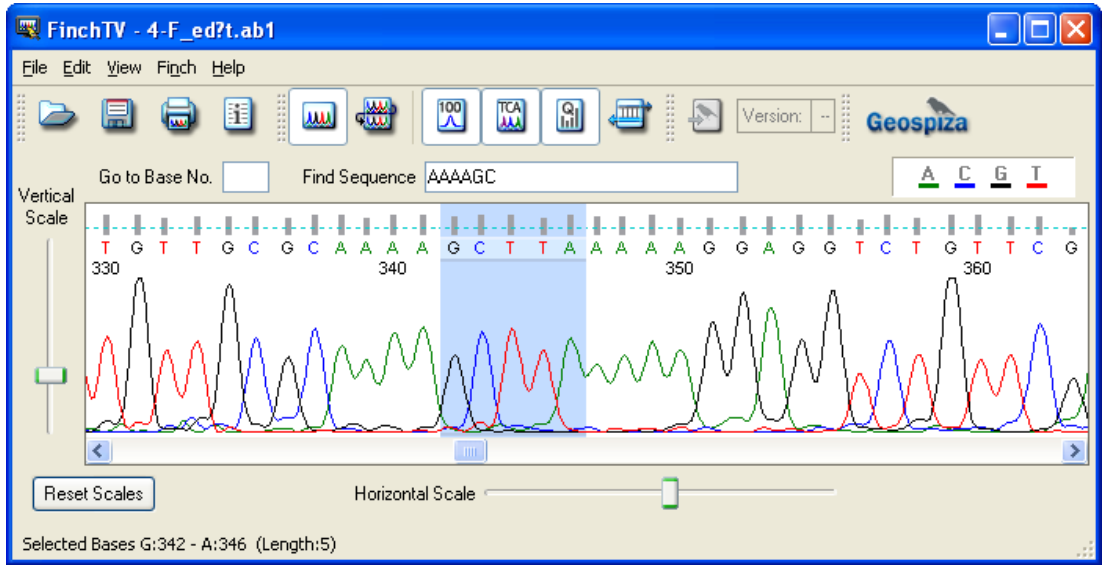 FinchTV - 4-F_ed?t.ab1
File Edit View Finch Help
100 TCA Q Version: -- Geospiza
Go to Base No. Find Sequence AAAAGC A C G T
Vertical
Scale
T G T T G C G C A A A A G C T T A A A A A G G A G G T C T G T T C G
330 340 350 360
Reset Scales Horizontal Scale
Selected Bases G:342 - A:346 (Length:5)